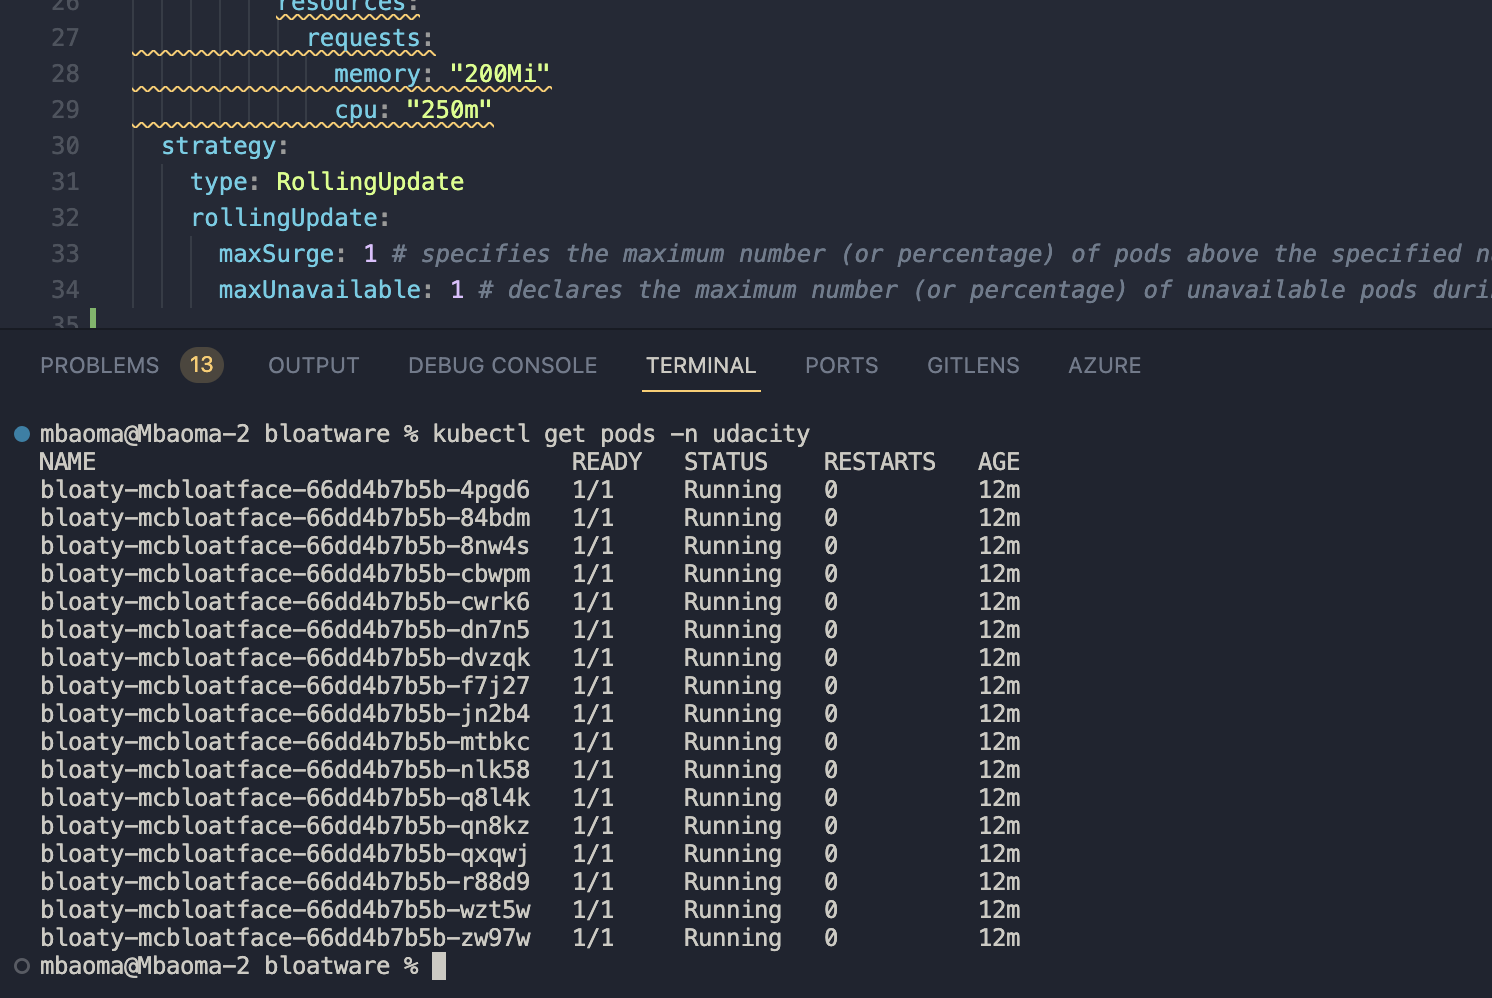 26 resources:
27 requests:
28 memory: "200Mi"
29 cpu: "250m"
30 strategy:
31 type: RollingUpdate
32 rollingUpdate:
33 maxSurge: 1 # specifies the maximum number (or percentage) of pods above the specified
34 maxUnavailable: 1 # declares the maximum number (or percentage) of unavailable pods
35
PROBLEMS 13 OUTPUT DEBUG CONSOLE TERMINAL PORTS GITLENS AZURE
mbaoma@Mbaoma-2 bloatware % kubectl get pods -n udacity
NAME READY STATUS RESTARTS AGE
bloaty-mcbloatface-66dd4b7b5b-4pgd6 1/1 Running 0 12m
bloaty-mcbloatface-66dd4b7b5b-84bdm 1/1 Running 0 12m
bloaty-mcbloatface-66dd4b7b5b-8nw4s 1/1 Running 0 12m
bloaty-mcbloatface-66dd4b7b5b-cbwpm 1/1 Running 0 12m
bloaty-mcbloatface-66dd4b7b5b-cwrk6 1/1 Running 0 12m
bloaty-mcbloatface-66dd4b7b5b-dn7n5 1/1 Running 0 12m
bloaty-mcbloatface-66dd4b7b5b-dvzqk 1/1 Running 0 12m
bloaty-mcbloatface-66dd4b7b5b-f7j27 1/1 Running 0 12m
bloaty-mcbloatface-66dd4b7b5b-jn2b4 1/1 Running 0 12m
bloaty-mcbloatface-66dd4b7b5b-mtbkc 1/1 Running 0 12m
bloaty-mcbloatface-66dd4b7b5b-nlk58 1/1 Running 0 12m
bloaty-mcbloatface-66dd4b7b5b-q8l4k 1/1 Running 0 12m
bloaty-mcbloatface-66dd4b7b5b-qn8kz 1/1 Running 0 12m
bloaty-mcbloatface-66dd4b7b5b-qxqwj 1/1 Running 0 12m
bloaty-mcbloatface-66dd4b7b5b-r88d9 1/1 Running 0 12m
bloaty-mcbloatface-66dd4b7b5b-wzt5w 1/1 Running 0 12m
bloaty-mcbloatface-66dd4b7b5b-zw97w 1/1 Running 0 12m
mbaoma@Mbaoma-2 bloatware %